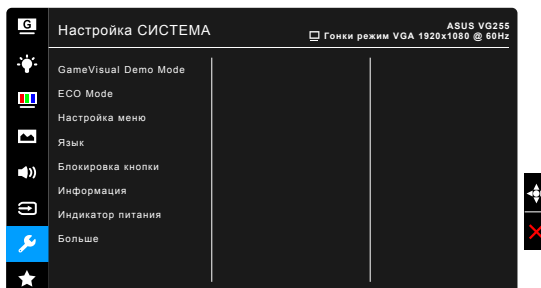 G
Настройка СИСТЕМА
ASUS VG255
Гонки режим VGA 1920x1080 @ 60Hz
GameVisual Demo Mode
ECO Mode
Настройка меню
Язык
Блокировка кнопки
Информация
Индикатор питания
Больше